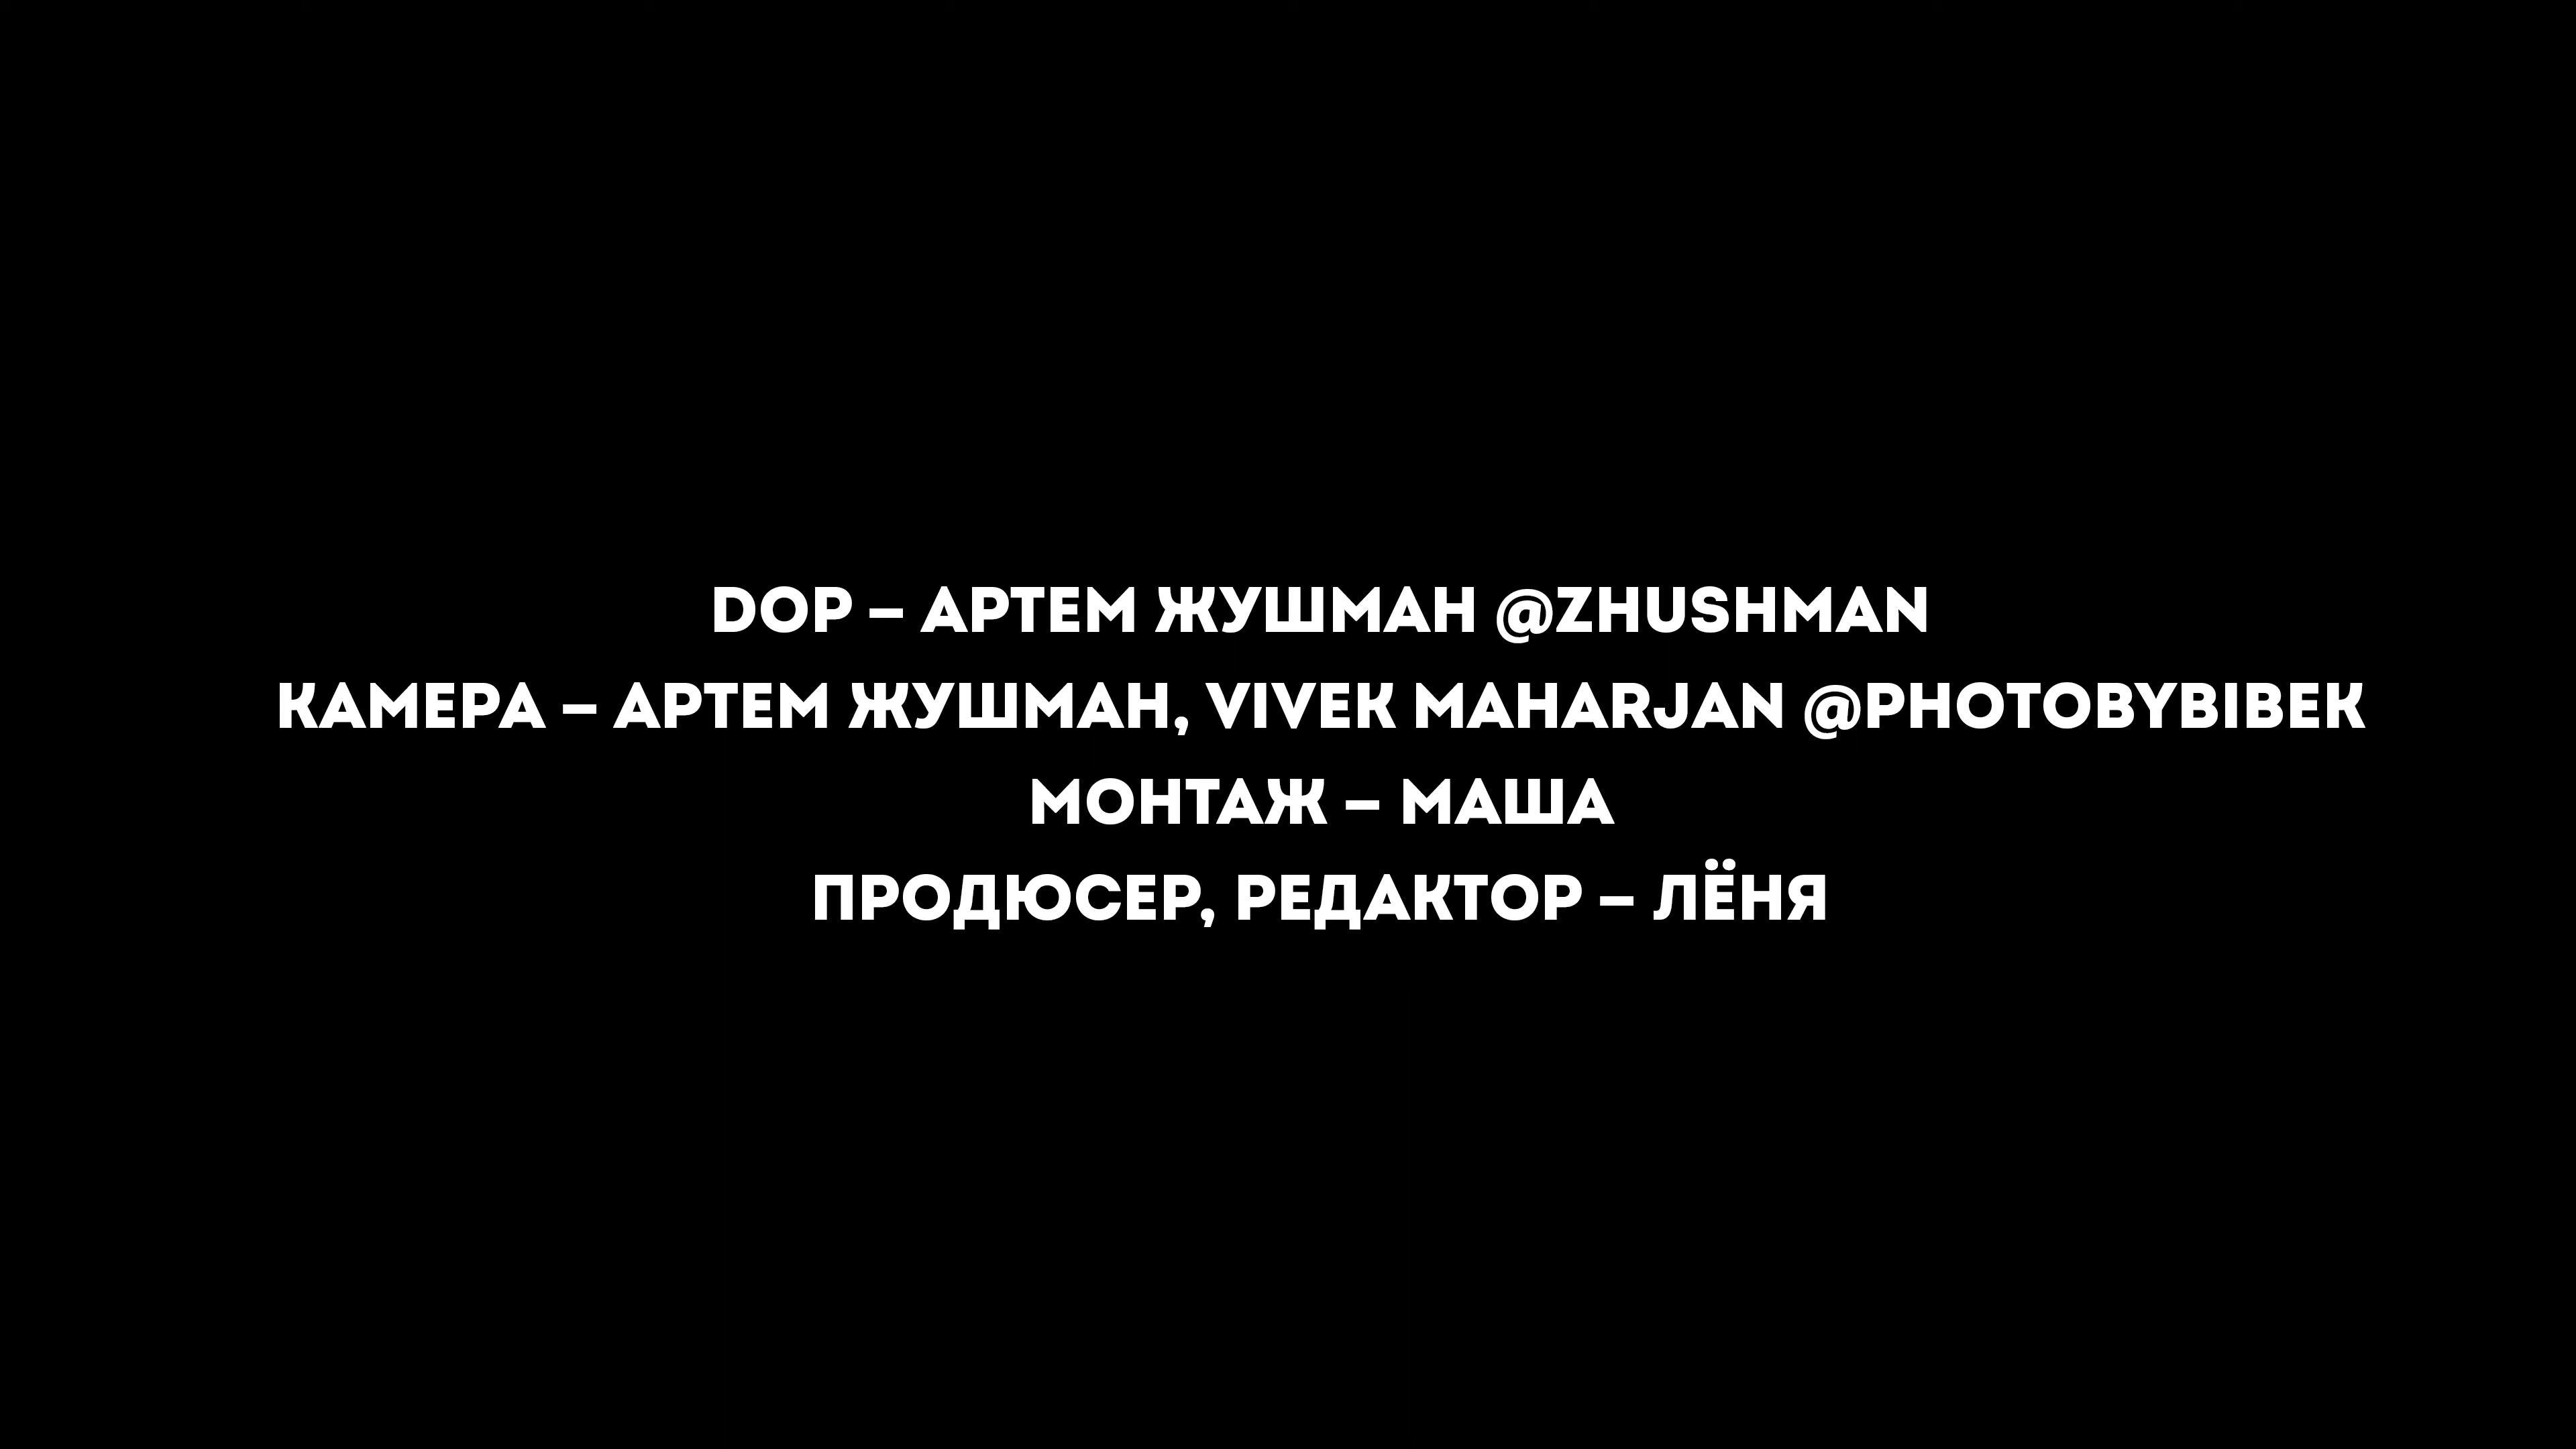 DOP – АРТЕМ ЖУШМАН @ZHUSHMAN
КАМЕРА – АРТЕМ ЖУШМАН, VIVEK MAHARJAN @PHOTOBYBIBEK
МОНТАЖ – МАША
ПРОДЮСЕР, РЕДАКТОР – ЛЁНЯ